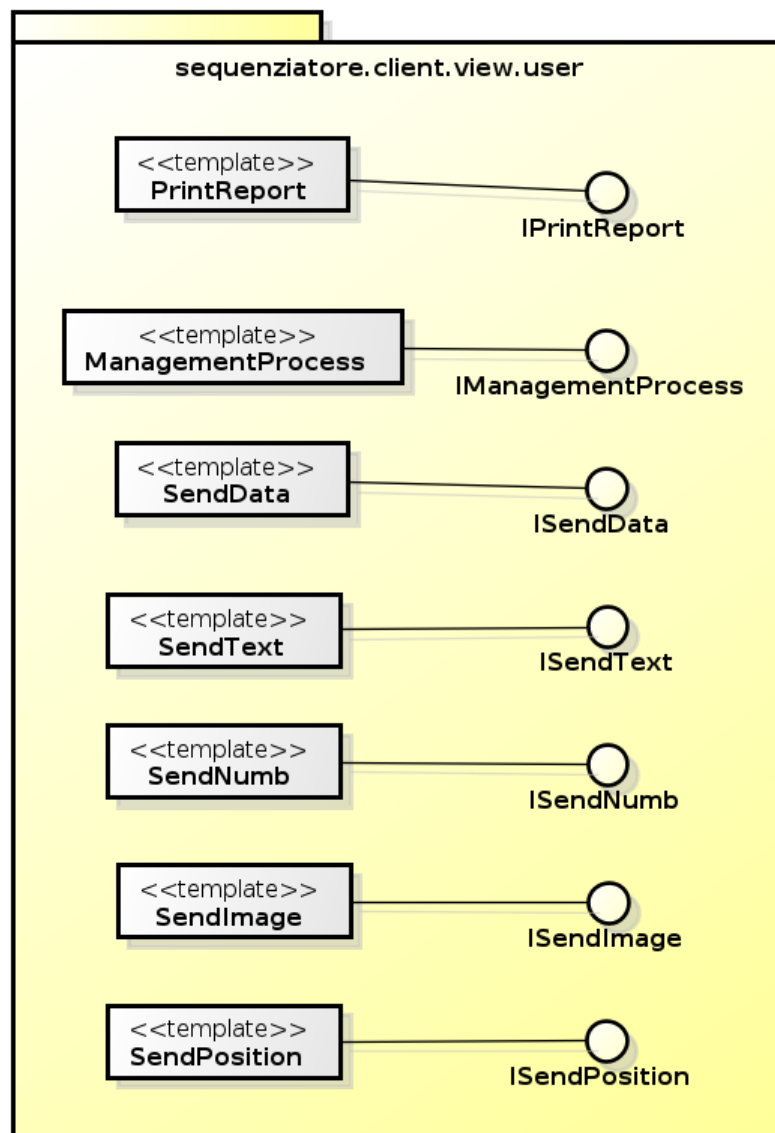 sequenziatore.client.view.user
<<template>>
PrintReport
IPrintReport
<<template>>
ManagementProcess
IManagementProcess
<<template>>
SendData
ISendData
<<template>>
SendText
ISendText
<<template>>
SendNumb
ISendNumb
<<template>>
SendImage
ISendImage
<<template>>
SendPosition
ISendPosition